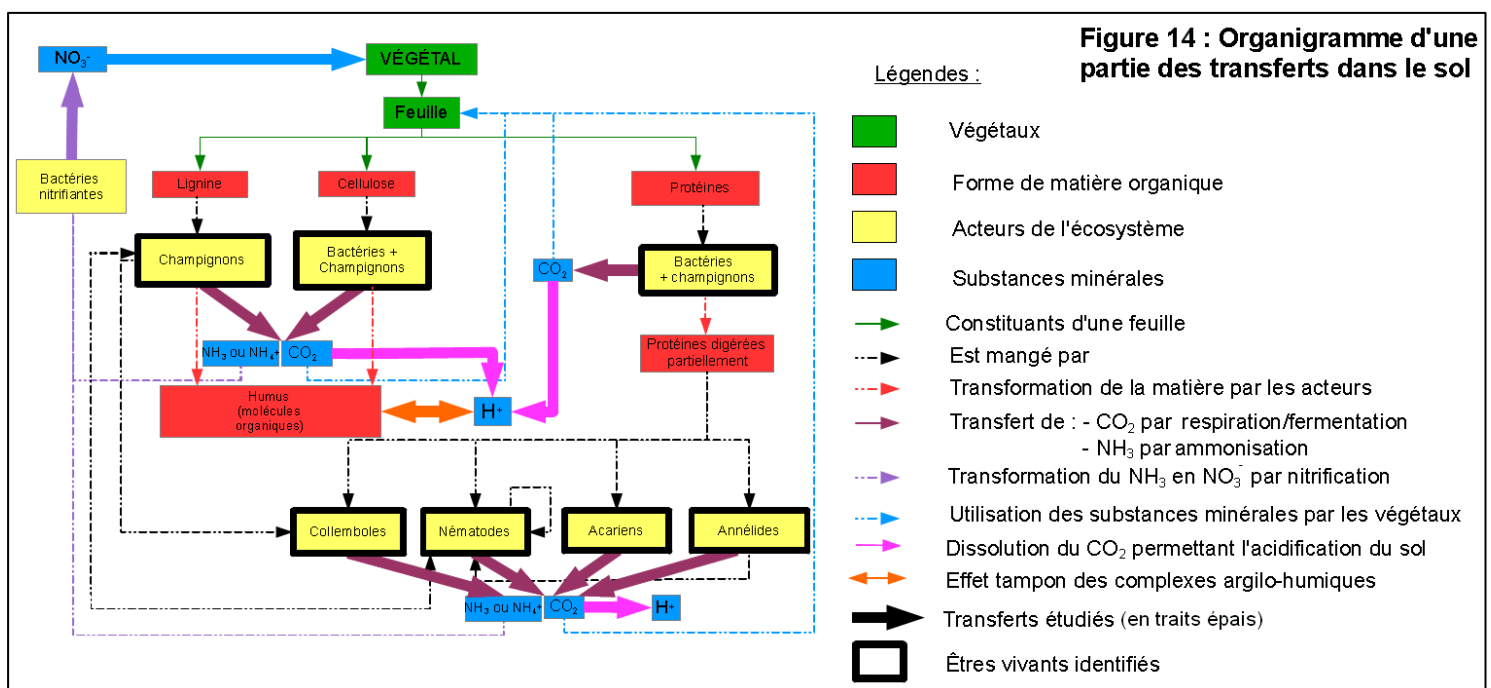 Figure 14 : Organigramme d'une
partie des transferts dans le sol
NO₃⁻
VÉGÉTAL
Feuille
Bactéries
nitrifiantes
Lignine
Cellulose
Protéines
Champignons
Bactéries +
Champignons
CO₂
Bactéries
+ champignons
NH₃ ou NH₄+
CO₂
Protéines digérées
partiellement
Humus
(molécules
organiques)
H+
Collemboles
Nématodes
Acariens
Annélides
NH₃ ou NH₄+
CO₂
H+
Légendes :
Végétaux
Forme de matière organique
Acteurs de l'écosystème
Substances minérales
Constituants d'une feuille
Est mangé par
Transformation de la matière par les acteurs
Transfert de : - CO₂ par respiration/fermentation
- NH₃ par ammonisation
Transformation du NH₃ en NO₃⁻ par nitrification
Utilisation des substances minérales par les végétaux
Dissolution du CO₂ permettant l'acidification du sol
Effet tampon des complexes argilo-humiques
Transferts étudiés (en traits épais)
Êtres vivants identifiés